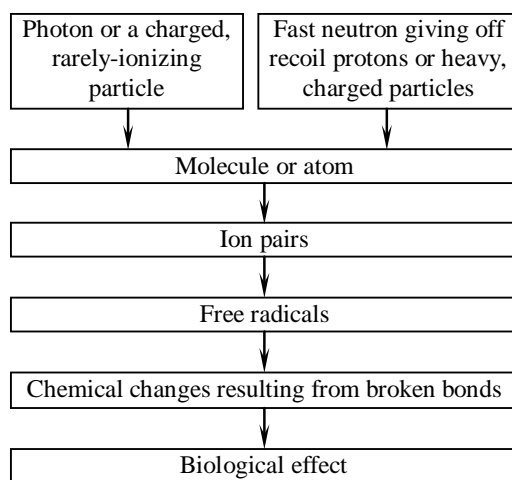 Photon or a charged,
rarely-ionizing
particle
Fast neutron giving off
recoil protons or heavy,
charged particles
Molecule or atom
Ion pairs
Free radicals
Chemical changes resulting from broken bonds
Biological effect